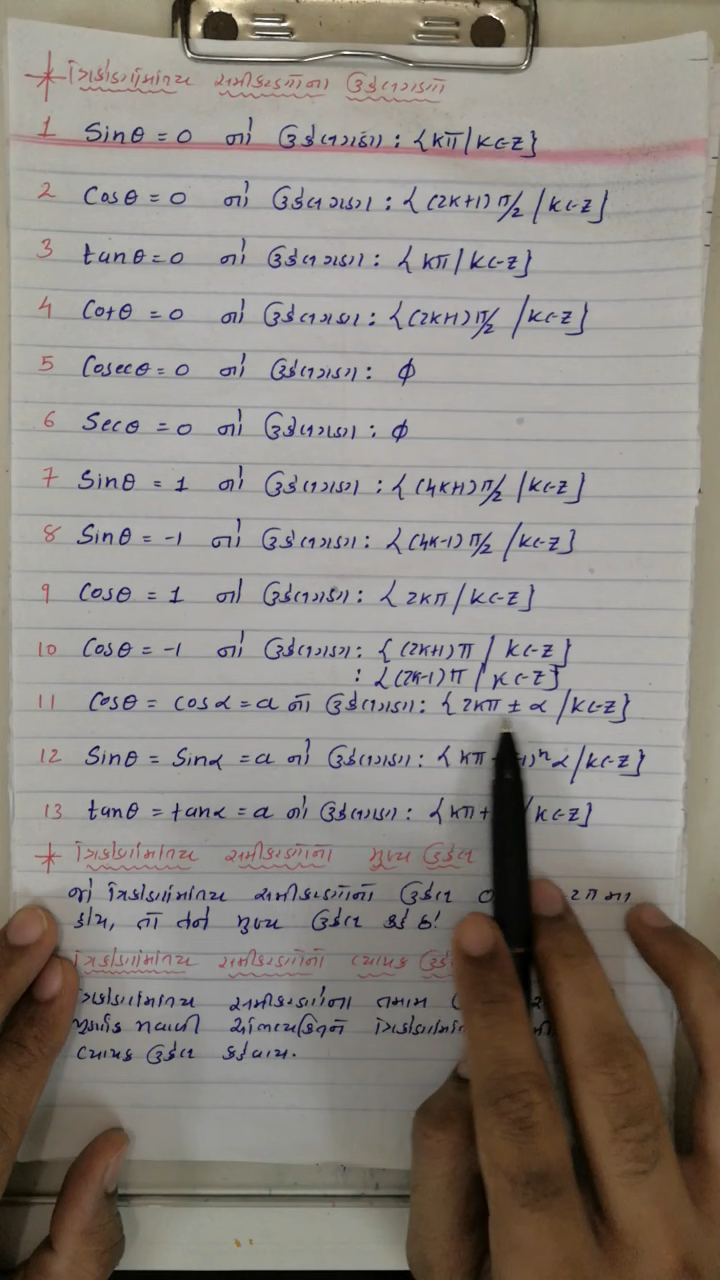 * ત્રિકોણમિતીય સમીકરણોના ઉકેલગણો
1 Sinθ = 0 નો ઉકેલગણ : {kπ/k∈Z}
2 Cosθ = 0 નો ઉકેલગણ : {(2k+1)π/2 /k∈Z}
3 tanθ = 0 નો ઉકેલગણ : {kπ/k∈Z}
4 Cotθ = 0 નો ઉકેલગણ : {(2k+1)π/2 /k∈Z}
5 Cosecθ = 0 નો ઉકેલગણ : ϕ
6 Secθ = 0 નો ઉકેલગણ : ϕ
7 Sinθ = 1 નો ઉકેલગણ : {(4k+1)π/2 /k∈Z}
8 Sinθ = -1 નો ઉકેલગણ : {(4k-1)π/2 /k∈Z}
9 Cosθ = 1 નો ઉકેલગણ : {2kπ/k∈Z}
10 Cosθ = -1 નો ઉકેલગણ : {(2k+1)π / k∈Z}
: {(2k-1)π / k∈Z}
11 Cosθ = cosα = a નો ઉકેલગણ : {2kπ ± α /k∈Z}
12 Sinθ = Sinα = a નો ઉકેલગણ : {kπ )ⁿα/k∈Z}
13 tanθ = tanα = a નો ઉકેલગણ : {kπ+ /k∈Z}
* ત્રિકોણમિતીય સમીકરણોનો મુખ્ય ઉકેલ
જો ત્રિકોણમિતીય સમીકરણોનો ઉકેલ
હોય, તો તેને મુખ્ય ઉકેલ કહે છે.
ત્રિકોણમિતીય સમીકરણોનો વ્યાપક
ત્રિકોણમિતીય સમીકરણોના તમામ
વ્યાપક ઉકેલ કહેવાય.